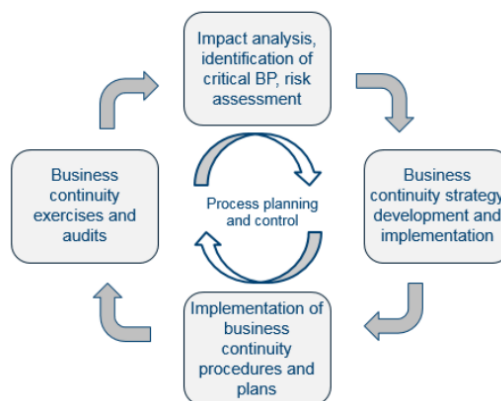 Impact analysis,
identification of
critical BP, risk
assessment
Business
continuity
exercises and
audits
Process planning
and control
Business
continuity strategy
development and
implementation
Implementation of
business
continuity
procedures and
plans